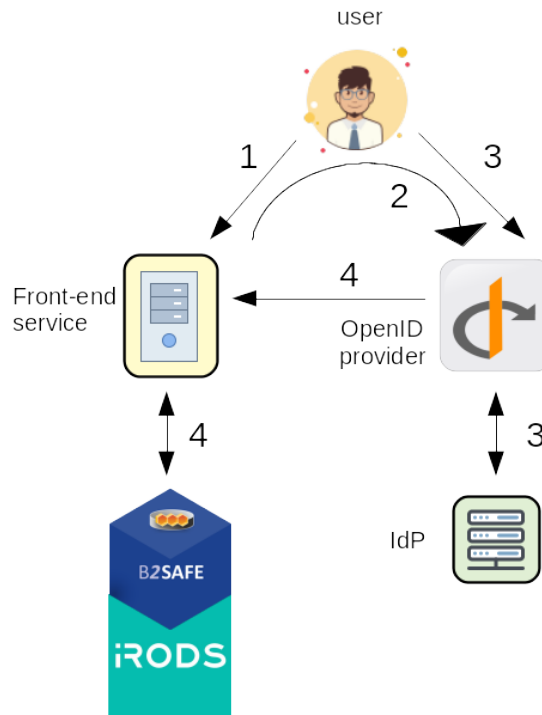 user
1
3
2
Front-end
service
4
OpenID
provider
4
3
IdP
B2SAFE
iRODS